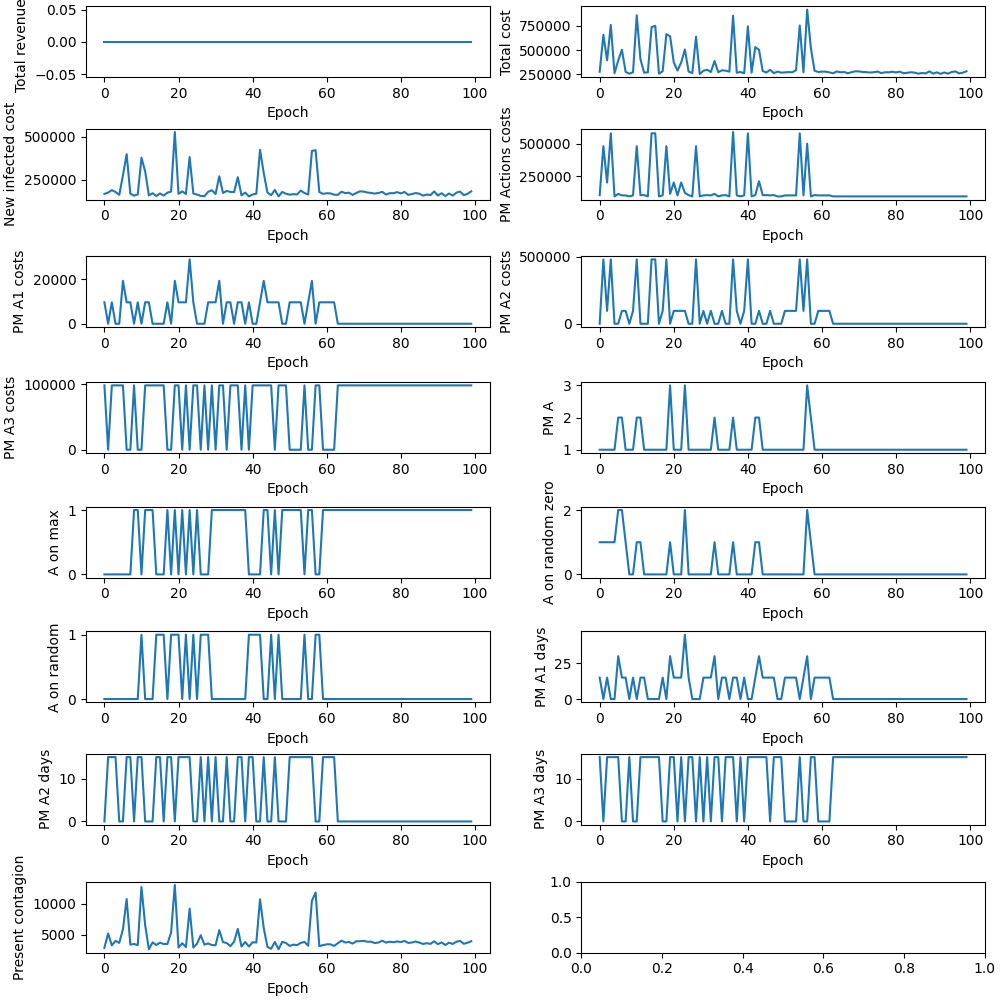 Total revenue
0.05
0.00
−0.05
0 20 40 60 80 100
Epoch
Total cost
750000
500000
250000
0 20 40 60 80 100
Epoch
New infected cost
500000
250000
0 20 40 60 80 100
Epoch
PM Actions costs
500000
250000
0 20 40 60 80 100
Epoch
PM A1 costs
20000
0
0 20 40 60 80 100
Epoch
PM A2 costs
500000
0
0 20 40 60 80 100
Epoch
PM A3 costs
100000
0
0 20 40 60 80 100
Epoch
PM A
3
2
1
0 20 40 60 80 100
Epoch
A on max
1
0
0 20 40 60 80 100
Epoch
A on random zero
2
0
0 20 40 60 80 100
Epoch
A on random
1
0
0 20 40 60 80 100
Epoch
PM A1 days
25
0
0 20 40 60 80 100
Epoch
PM A2 days
10
0
0 20 40 60 80 100
Epoch
PM A3 days
10
0
0 20 40 60 80 100
Epoch
Present contagion
10000
5000
0 20 40 60 80 100
Epoch
1.0
0.5
0.0
0.0 0.2 0.4 0.6 0.8 1.0